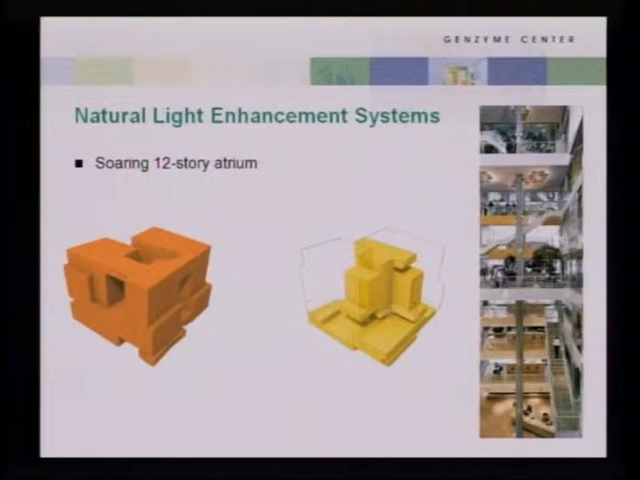 GENZYME CENTER
Natural Light Enhancement Systems
Soaring 12-story atrium